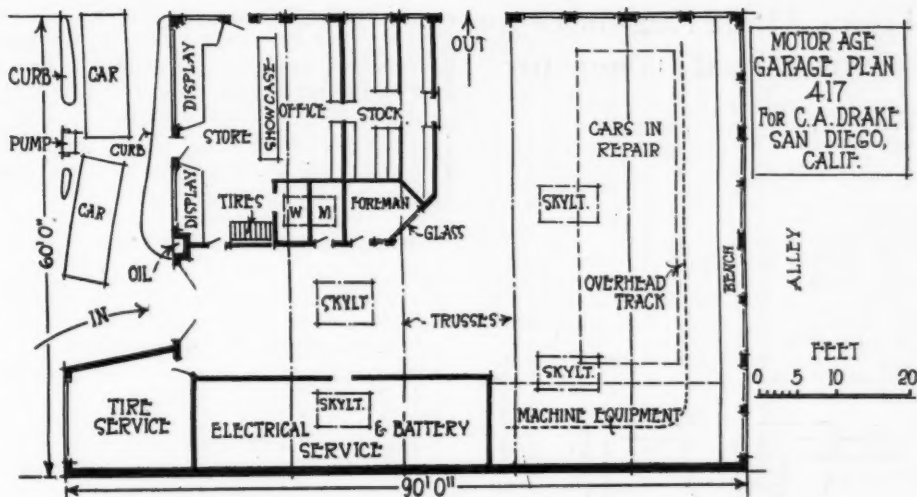 OUT
MOTOR AGE
GARAGE PLAN
417
FOR C.A. DRAKE
SAN DIEGO,
CALIF.
CURB
CAR
DISPLAY
STORE
SHOWCASE
OFFICE
STOCK
CARS IN
REPAIR
PUMP
CURB
CAR
DISPLAY
TIRES
W
M
FOREMAN
GLASS
SKYLT.
60'0"
OIL
IN
SKYLT
TRUSSES
OVERHEAD
TRACK
BENCH
ALLEY
FEET
0 5 10 20
SKYLT.
TIRE
SERVICE
SKYLT.
ELECTRICAL & BATTERY
SERVICE
MACHINE EQUIPMENT
90'0"